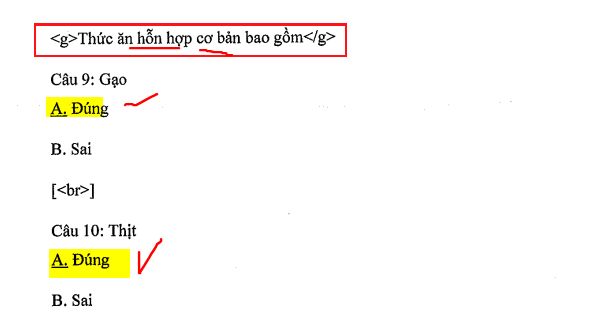 <g>Thức ăn hỗn hợp cơ bản bao gồm</g>
Câu 9: Gạo
A. Đúng
B. Sai
[<br>]
Câu 10: Thịt
A. Đúng
B. Sai